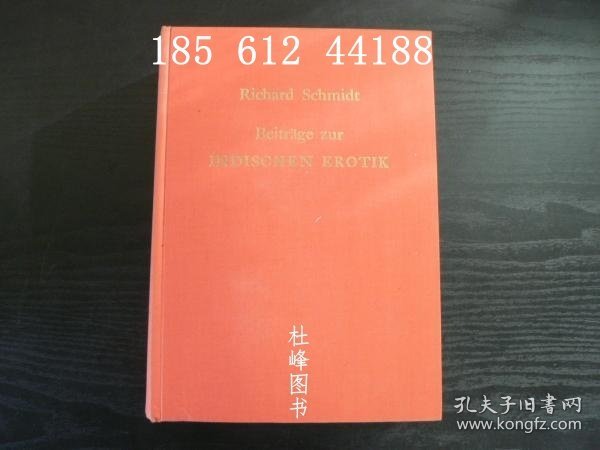 185 612 44188
Richard Schmidt
Beiträge zur
INDISCHEN EROTIK
杜峰图书
孔夫子旧書网
www.kongfz.com